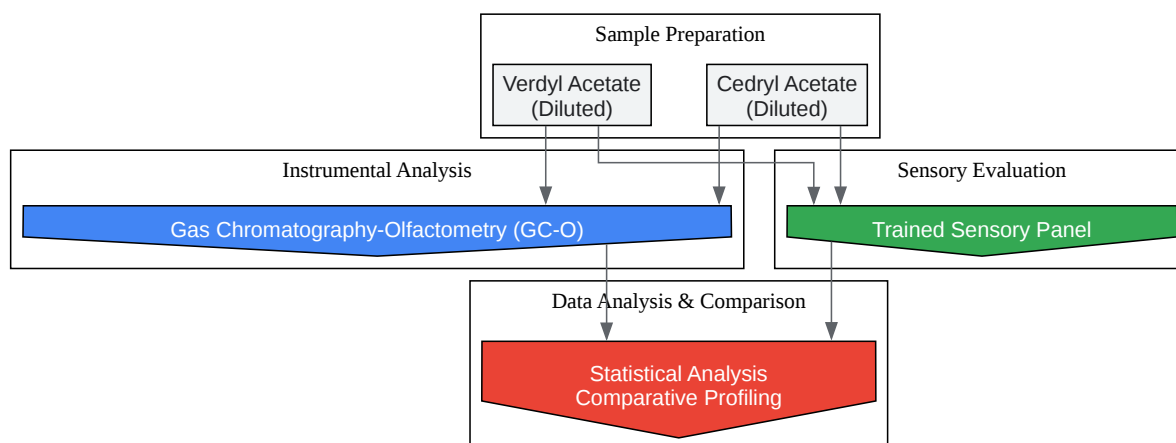 Sample Preparation
Verdyl Acetate
(Diluted)
Cedryl Acetate
(Diluted)
Instrumental Analysis
Sensory Evaluation
Gas Chromatography-Olfactometry (GC-O)
Trained Sensory Panel
Data Analysis & Comparison
Statistical Analysis
Comparative Profiling